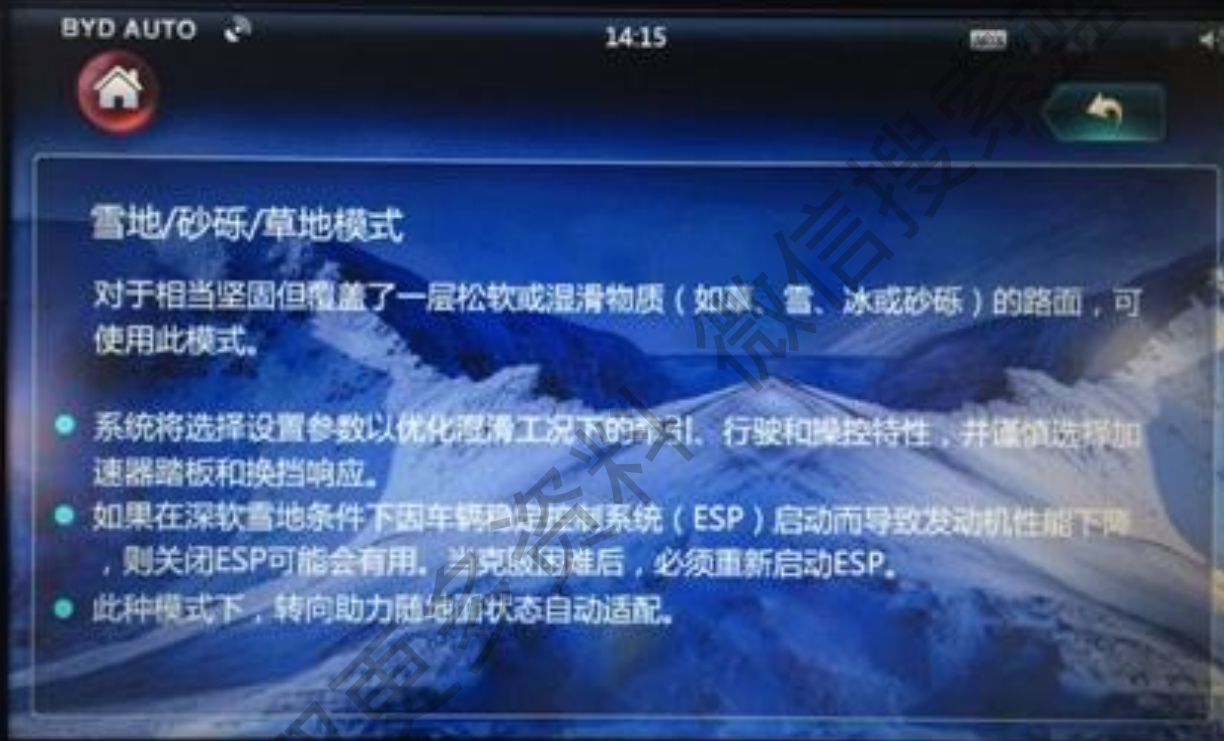 BYD AUTO
14:15
雪地/砂砾/草地模式
对于相当坚固但覆盖了一层松软或湿滑物质（如草、雪、冰或砂砾）的路面，可
使用此模式。
系统将选择设置参数以优化湿滑工况下的牵引、行驶和操控特性，并谨慎选择加
速器踏板和换挡响应。
如果在深软雪地条件下因车辆稳定控制系统（ESP）启动而导致发动机性能下降
，则关闭ESP可能会有用。当克服困难后，必须重新启动ESP。
此种模式下，转向助力随地面状态自动适配。
微信搜索
资料